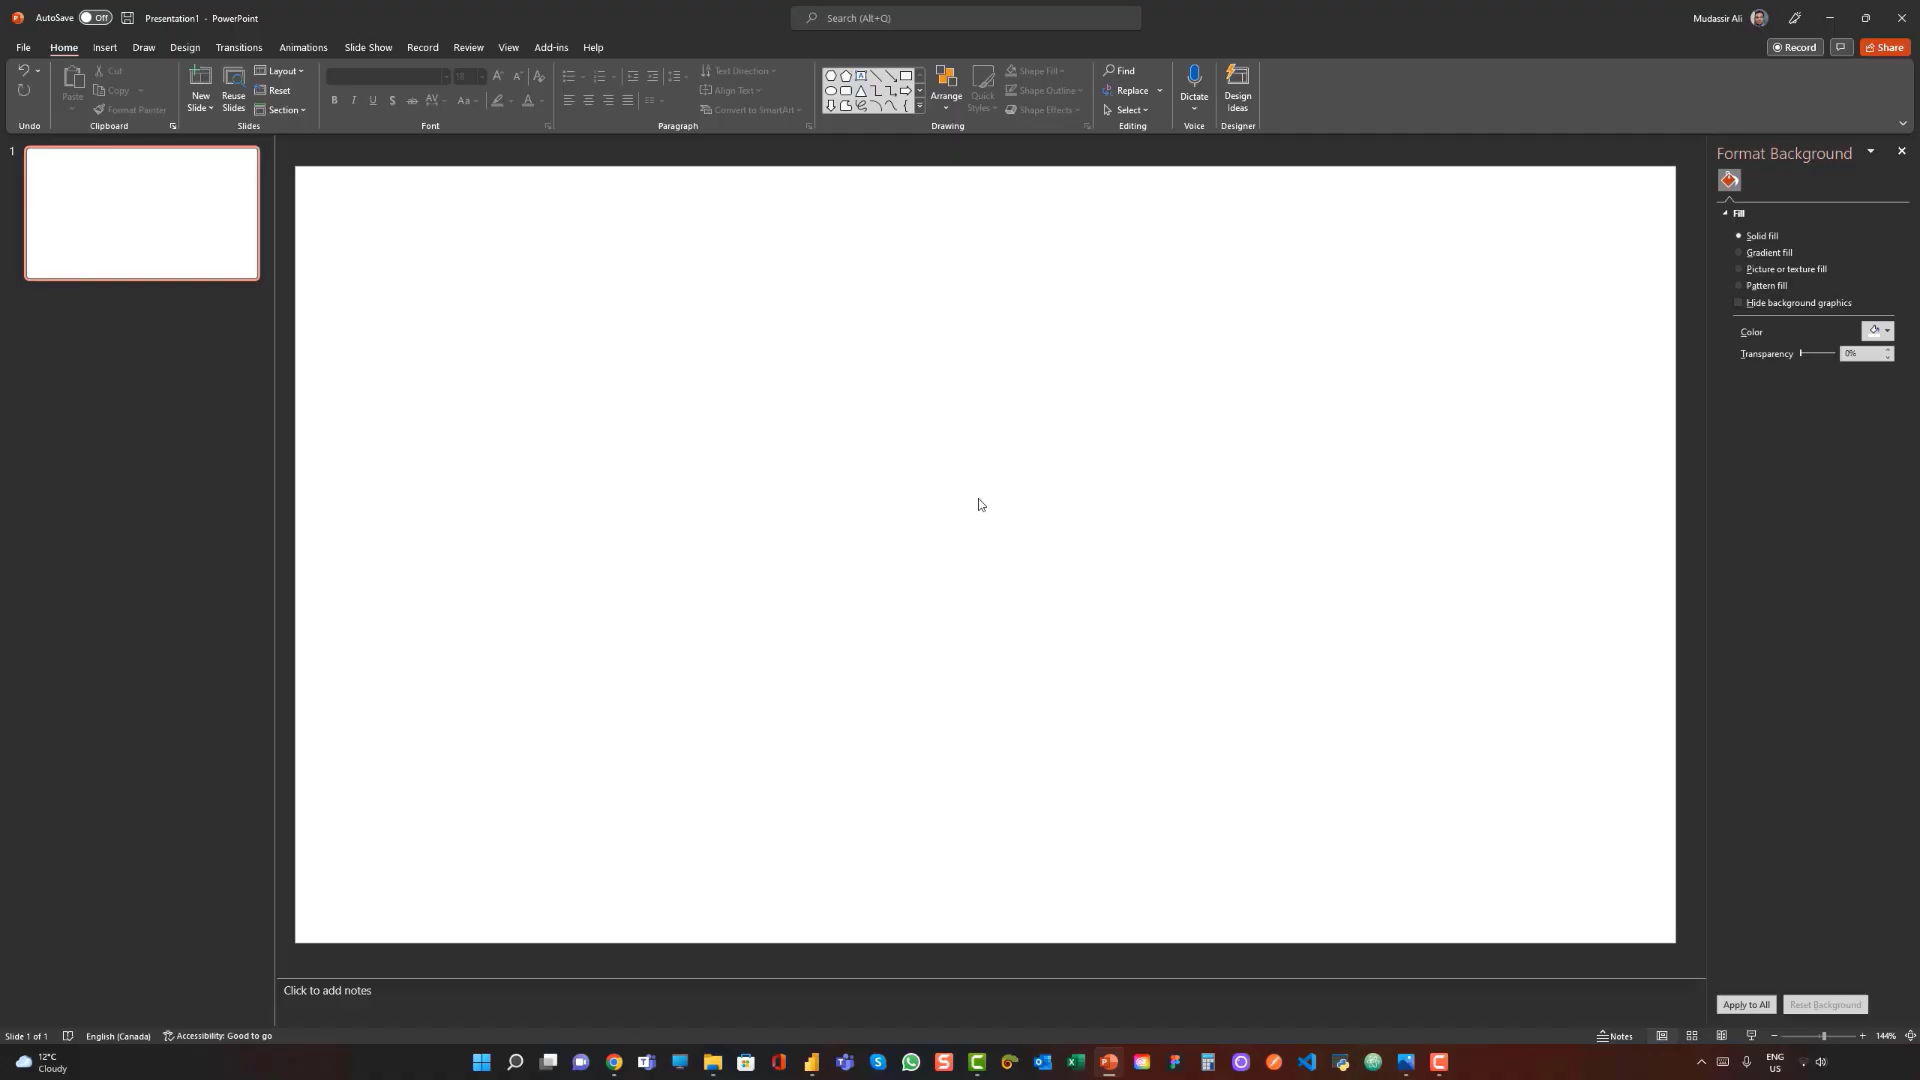 AutoSave Off Presentation1 - PowerPoint Search (Alt+Q) Mudassir Ali
File Home Insert Draw Design Transitions Animations Slide Show Record Review View Add-ins Help Record Share
Paste Cut Copy Format Painter
New Slide Reuse Slides Layout Reset Section
18
B I U S ab AV Aa A
Text Direction Align Text Convert to SmartArt
Arrange Quick Styles Shape Fill Shape Outline Shape Effects
Find Replace Select
Dictate Design Ideas
Undo Clipboard Slides Font Paragraph Drawing Editing Voice Designer
1
Format Background
Fill
Solid fill
Gradient fill
Picture or texture fill
Pattern fill
Hide background graphics
Color
Transparency 0%
Click to add notes
Apply to All Reset Background
Slide 1 of 1 English (Canada) Accessibility: Good to go Notes 144%
12°C
Cloudy
ENG
US